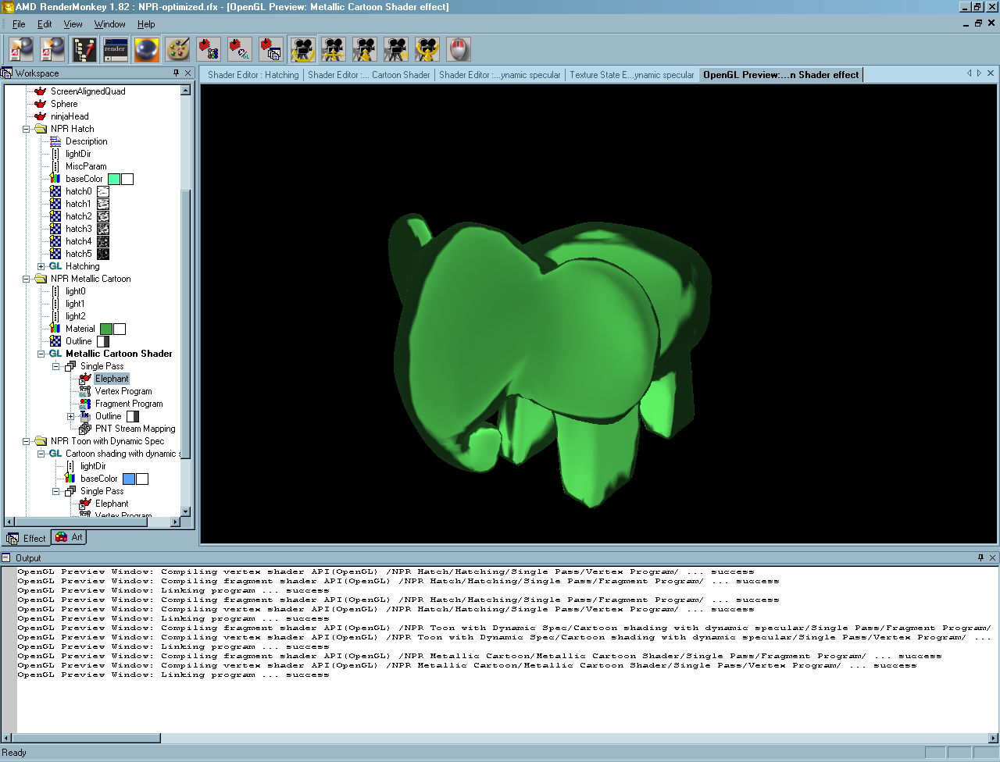 AMD RenderMonkey 1.82 : NPR-optimized.rfx - [OpenGL Preview: Metallic Cartoon Shader effect]
File Edit View Window Help
render
Workspace
Shader Editor : Hatching
Shader Editor :... Cartoon Shader
Shader Editor :...ynamic specular
Texture State E...ynamic specular
OpenGL Preview:...n Shader effect
ScreenAlignedQuad
Sphere
ninjaHead
NPR Hatch
Description
lightDir
MiscParam
baseColor
hatch0
hatch1
hatch2
hatch3
hatch4
hatch5
GL Hatching
NPR Metallic Cartoon
light0
light1
light2
Material
Outline
GL Metallic Cartoon Shader
Single Pass
Elephant
Vertex Program
Fragment Program
Outline
PNT Stream Mapping
NPR Toon with Dynamic Spec
GL Cartoon shading with dynamic s
lightDir
baseColor
Single Pass
Elephant
Vertex Program
Effect
Art
Output
OpenGL Preview Window: Compiling vertex shader API(OpenGL) /NPR Hatch/Hatching/Single Pass/Vertex Program/ ... success
OpenGL Preview Window: Compiling fragment shader API(OpenGL) /NPR Hatch/Hatching/Single Pass/Fragment Program/ ... success
OpenGL Preview Window: Linking program ... success
OpenGL Preview Window: Compiling fragment shader API(OpenGL) /NPR Hatch/Hatching/Single Pass/Fragment Program/ ... success
OpenGL Preview Window: Compiling vertex shader API(OpenGL) /NPR Hatch/Hatching/Single Pass/Vertex Program/ ... success
OpenGL Preview Window: Linking program ... success
OpenGL Preview Window: Compiling fragment shader API(OpenGL) /NPR Toon with Dynamic Spec/Cartoon shading with dynamic specular/Single Pass/Fragment Program/
OpenGL Preview Window: Compiling vertex shader API(OpenGL) /NPR Toon with Dynamic Spec/Cartoon shading with dynamic specular/Single Pass/Vertex Program/ ...
OpenGL Preview Window: Linking program ... success
OpenGL Preview Window: Compiling fragment shader API(OpenGL) /NPR Metallic Cartoon/Metallic Cartoon Shader/Single Pass/Fragment Program/ ... success
OpenGL Preview Window: Compiling vertex shader API(OpenGL) /NPR Metallic Cartoon/Metallic Cartoon Shader/Single Pass/Vertex Program/ ... success
OpenGL Preview Window: Linking program ... success
Ready